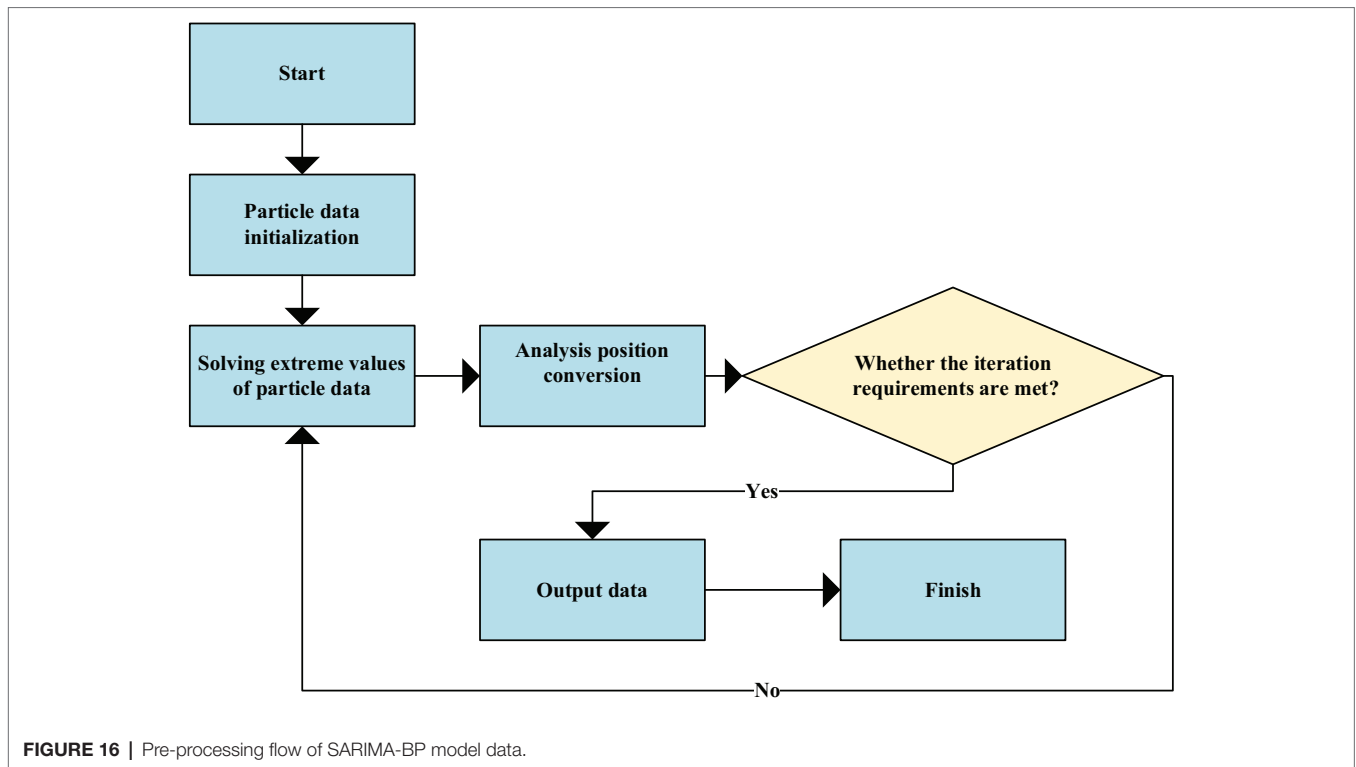 Start
Particle data
initialization
Solving extreme values
of particle data
Analysis position
conversion
Whether the iteration
requirements are met?
Yes
Output data
Finish
No
FIGURE 16 | Pre-processing flow of SARIMA-BP model data.